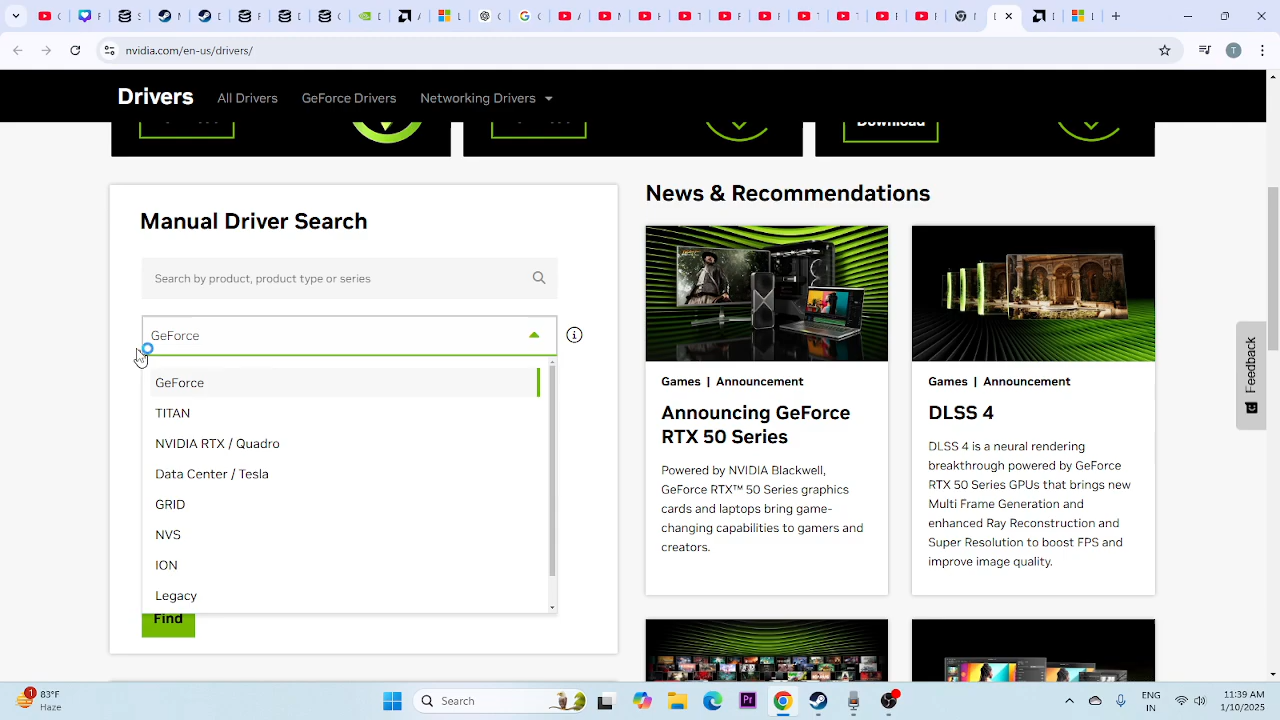 nvidia.com/en-us/drivers/
T
Drivers
All Drivers
GeForce Drivers
Networking Drivers
Download
Manual Driver Search
Search by product, product type or series
GeForce
GeForce
TITAN
NVIDIA RTX / Quadro
Data Center / Tesla
GRID
NVS
ION
Legacy
Find
News & Recommendations
Games | Announcement
Announcing GeForce
RTX 50 Series
Powered by NVIDIA Blackwell,
GeForce RTX™ 50 Series graphics
cards and laptops bring game-
changing capabilities to gamers and
creators.
Games | Announcement
DLSS 4
DLSS 4 is a neural rendering
breakthrough powered by GeForce
RTX 50 Series GPUs that brings new
Multi Frame Generation and
enhanced Ray Reconstruction and
Super Resolution to boost FPS and
improve image quality.
Feedback
1
83°F
Haze
Search
Pr
ENG
IN
11:39 AM
1/10/2025